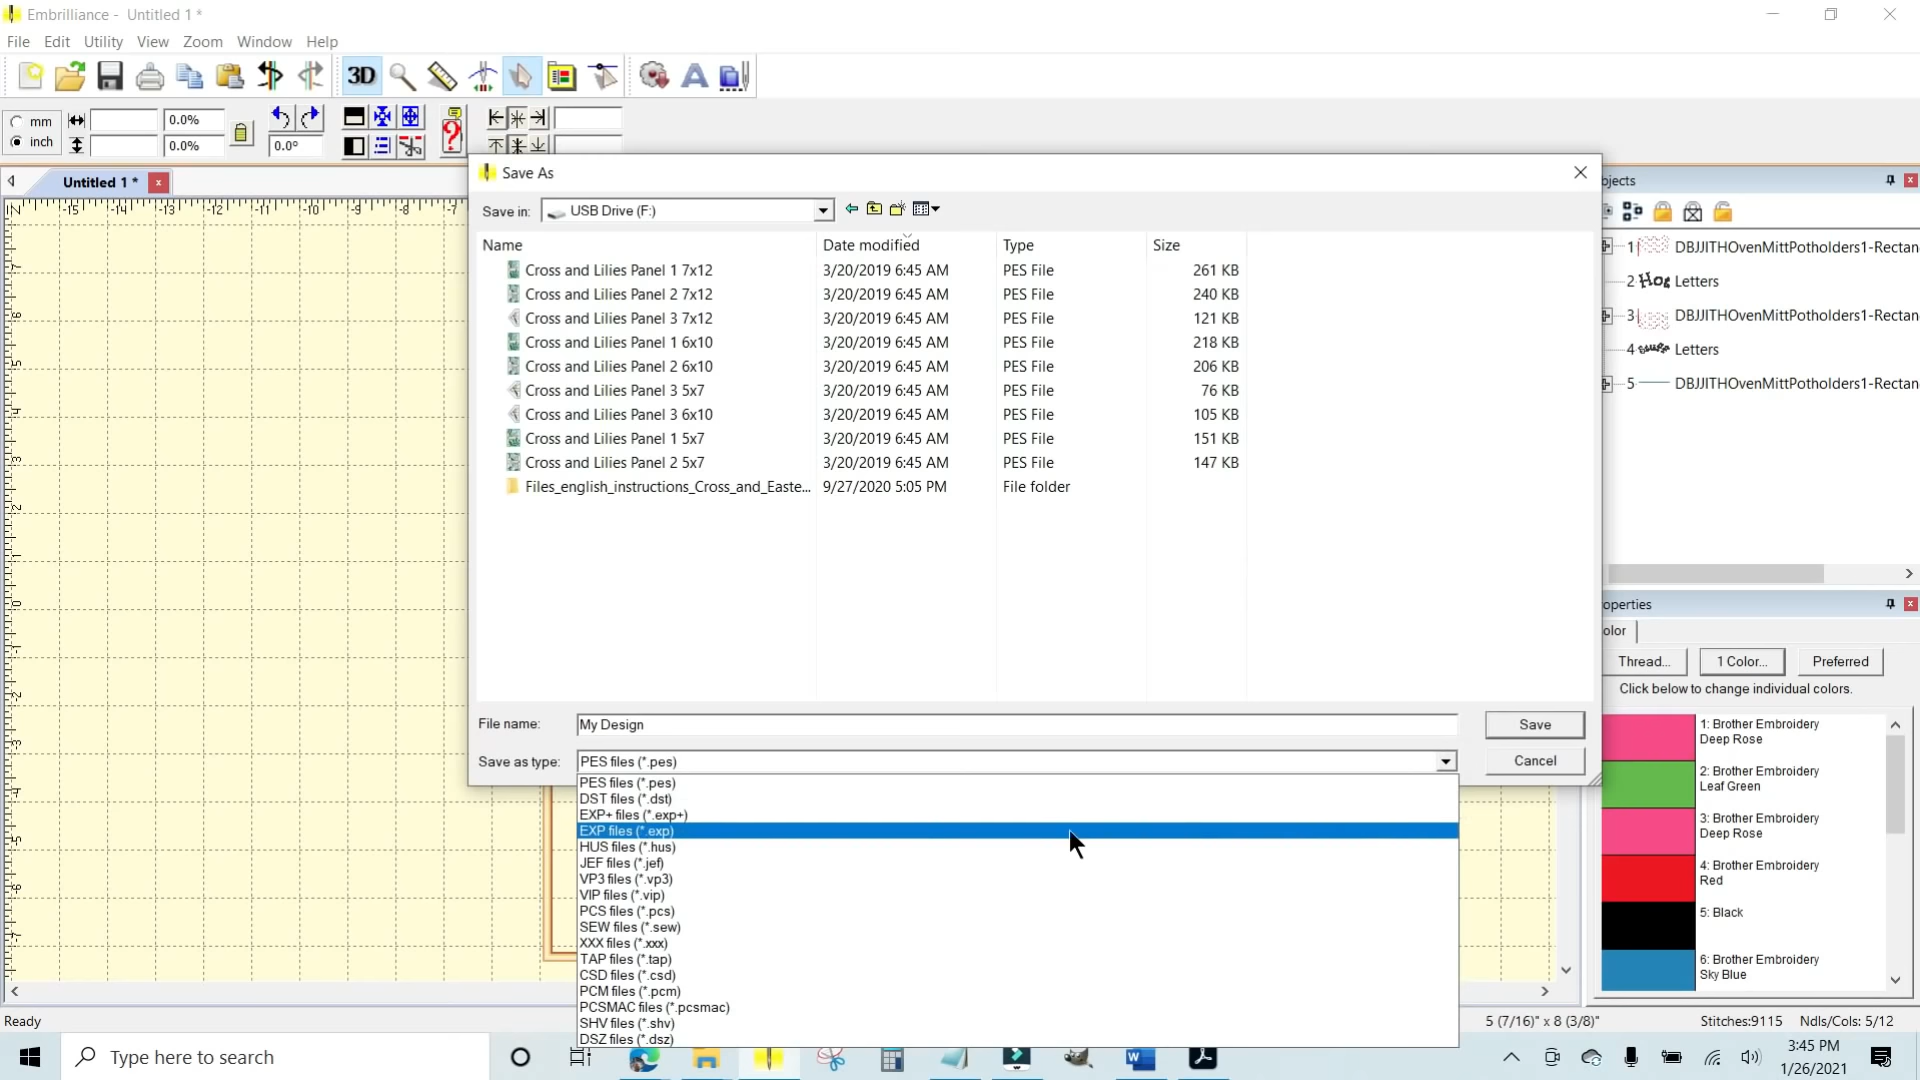 Embrilliance - Untitled 1 *
File Edit Utility View Zoom Window Help
3D
mm 0.0%
inch 0.0% 0.0°
Untitled 1 *
Save As
Save in: USB Drive (F:)
Name Date modified Type Size
Cross and Lilies Panel 1 7x12 3/20/2019 6:45 AM PES File 261 KB
Cross and Lilies Panel 2 7x12 3/20/2019 6:45 AM PES File 240 KB
Cross and Lilies Panel 3 7x12 3/20/2019 6:45 AM PES File 121 KB
Cross and Lilies Panel 1 6x10 3/20/2019 6:45 AM PES File 218 KB
Cross and Lilies Panel 2 6x10 3/20/2019 6:45 AM PES File 206 KB
Cross and Lilies Panel 3 5x7 3/20/2019 6:45 AM PES File 76 KB
Cross and Lilies Panel 3 6x10 3/20/2019 6:45 AM PES File 105 KB
Cross and Lilies Panel 1 5x7 3/20/2019 6:45 AM PES File 151 KB
Cross and Lilies Panel 2 5x7 3/20/2019 6:45 AM PES File 147 KB
Files_english_instructions_Cross_and_Easte... 9/27/2020 5:05 PM File folder
File name: My Design Save
Save as type: PES files (*.pes) Cancel
PES files (*.pes)
DST files (*.dst)
EXP+ files (*.exp+)
EXP files (*.exp)
HUS files (*.hus)
JEF files (*.jef)
VP3 files (*.vp3)
VIP files (*.vip)
PCS files (*.pcs)
SEW files (*.sew)
XXX files (*.xxx)
TAP files (*.tap)
CSD files (*.csd)
PCM files (*.pcm)
PCSMAC files (*.pcsmac)
SHV files (*.shv)
DSZ files (*.dsz)
bjects
1 DBJJITHOvenMittPotholders1-Rectan
2 Hot Letters
3 DBJJITHOvenMittPotholders1-Rectan
4 Stuff Letters
5 DBJJITHOvenMittPotholders1-Rectan
operties
olor
Thread... 1 Color... Preferred
Click below to change individual colors.
1: Brother Embroidery
Deep Rose
2: Brother Embroidery
Leaf Green
3: Brother Embroidery
Deep Rose
4: Brother Embroidery
Red
5: Black
6: Brother Embroidery
Sky Blue
Ready 5 (7/16)" x 8 (3/8)" Stitches:9115 Ndls/Cols: 5/12
Type here to search
3:45 PM
1/26/2021